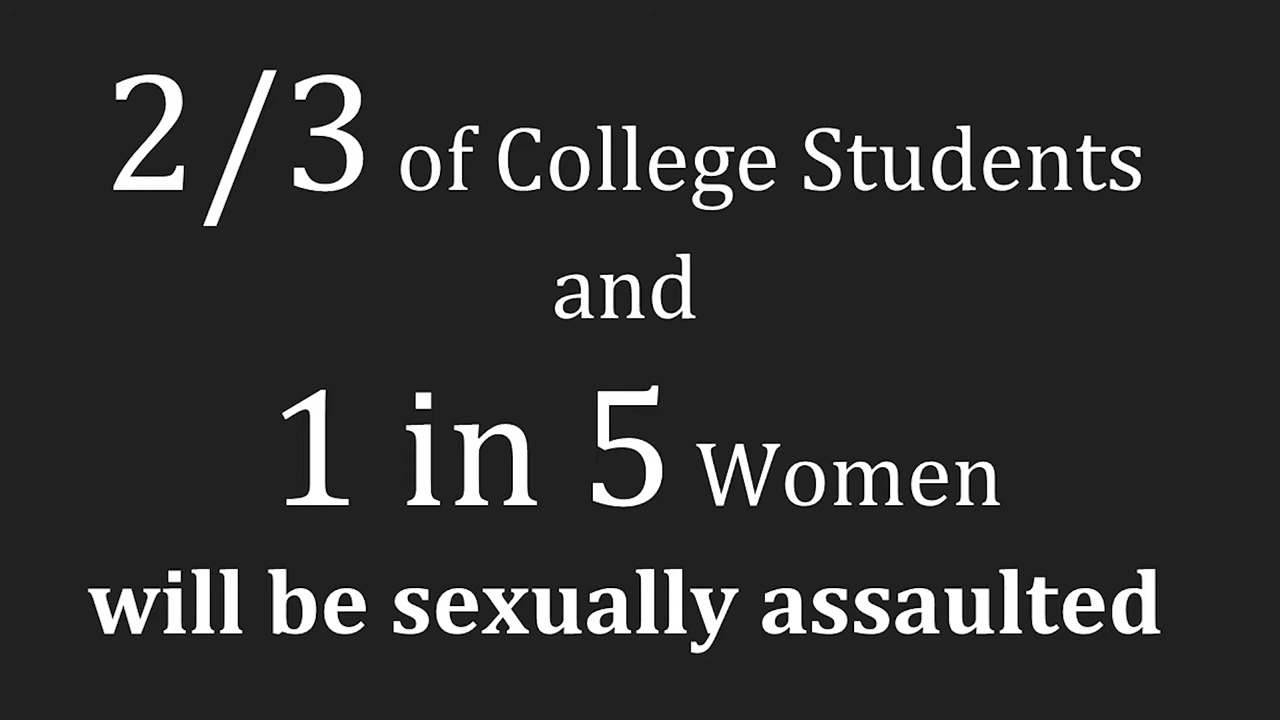 2/3 of College Students
and
1 in 5 Women
will be sexually assaulted